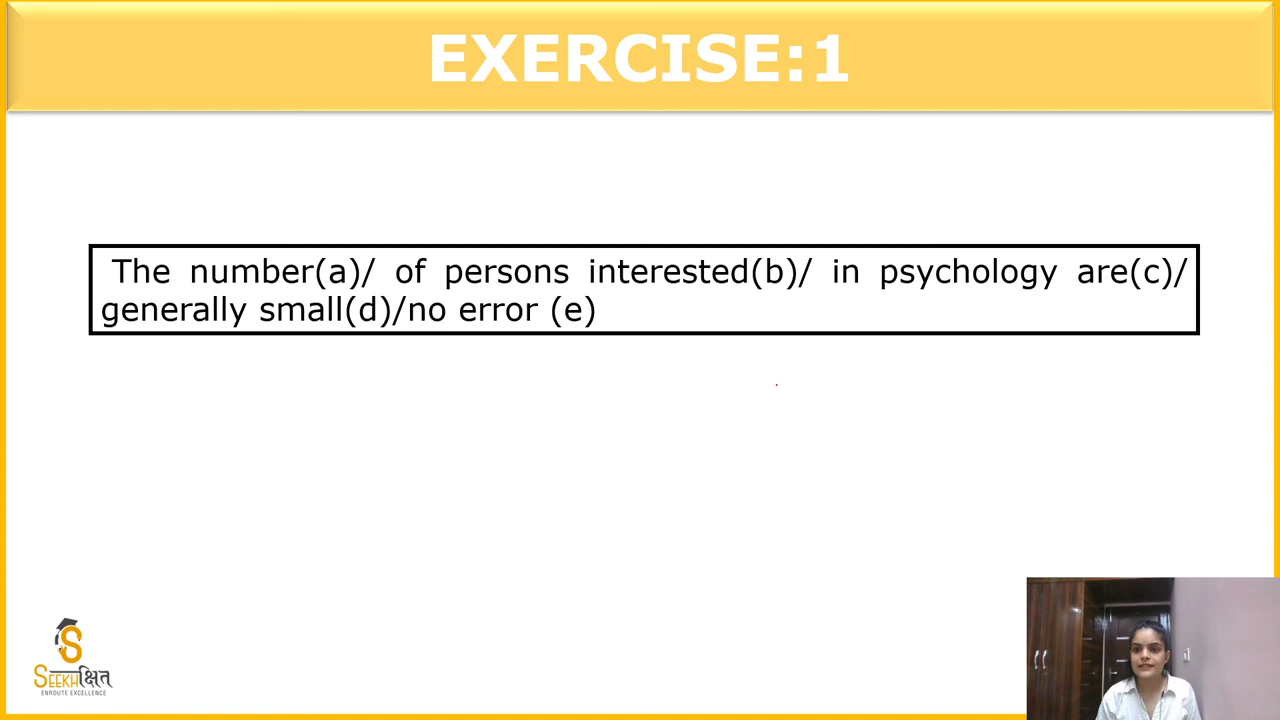 EXERCISE:1
The number(a)/ of persons interested(b)/ in psychology are(c)/
generally small(d)/no error (e)
S
SEEKHक्षित
ENROUTE EXCELLENCE